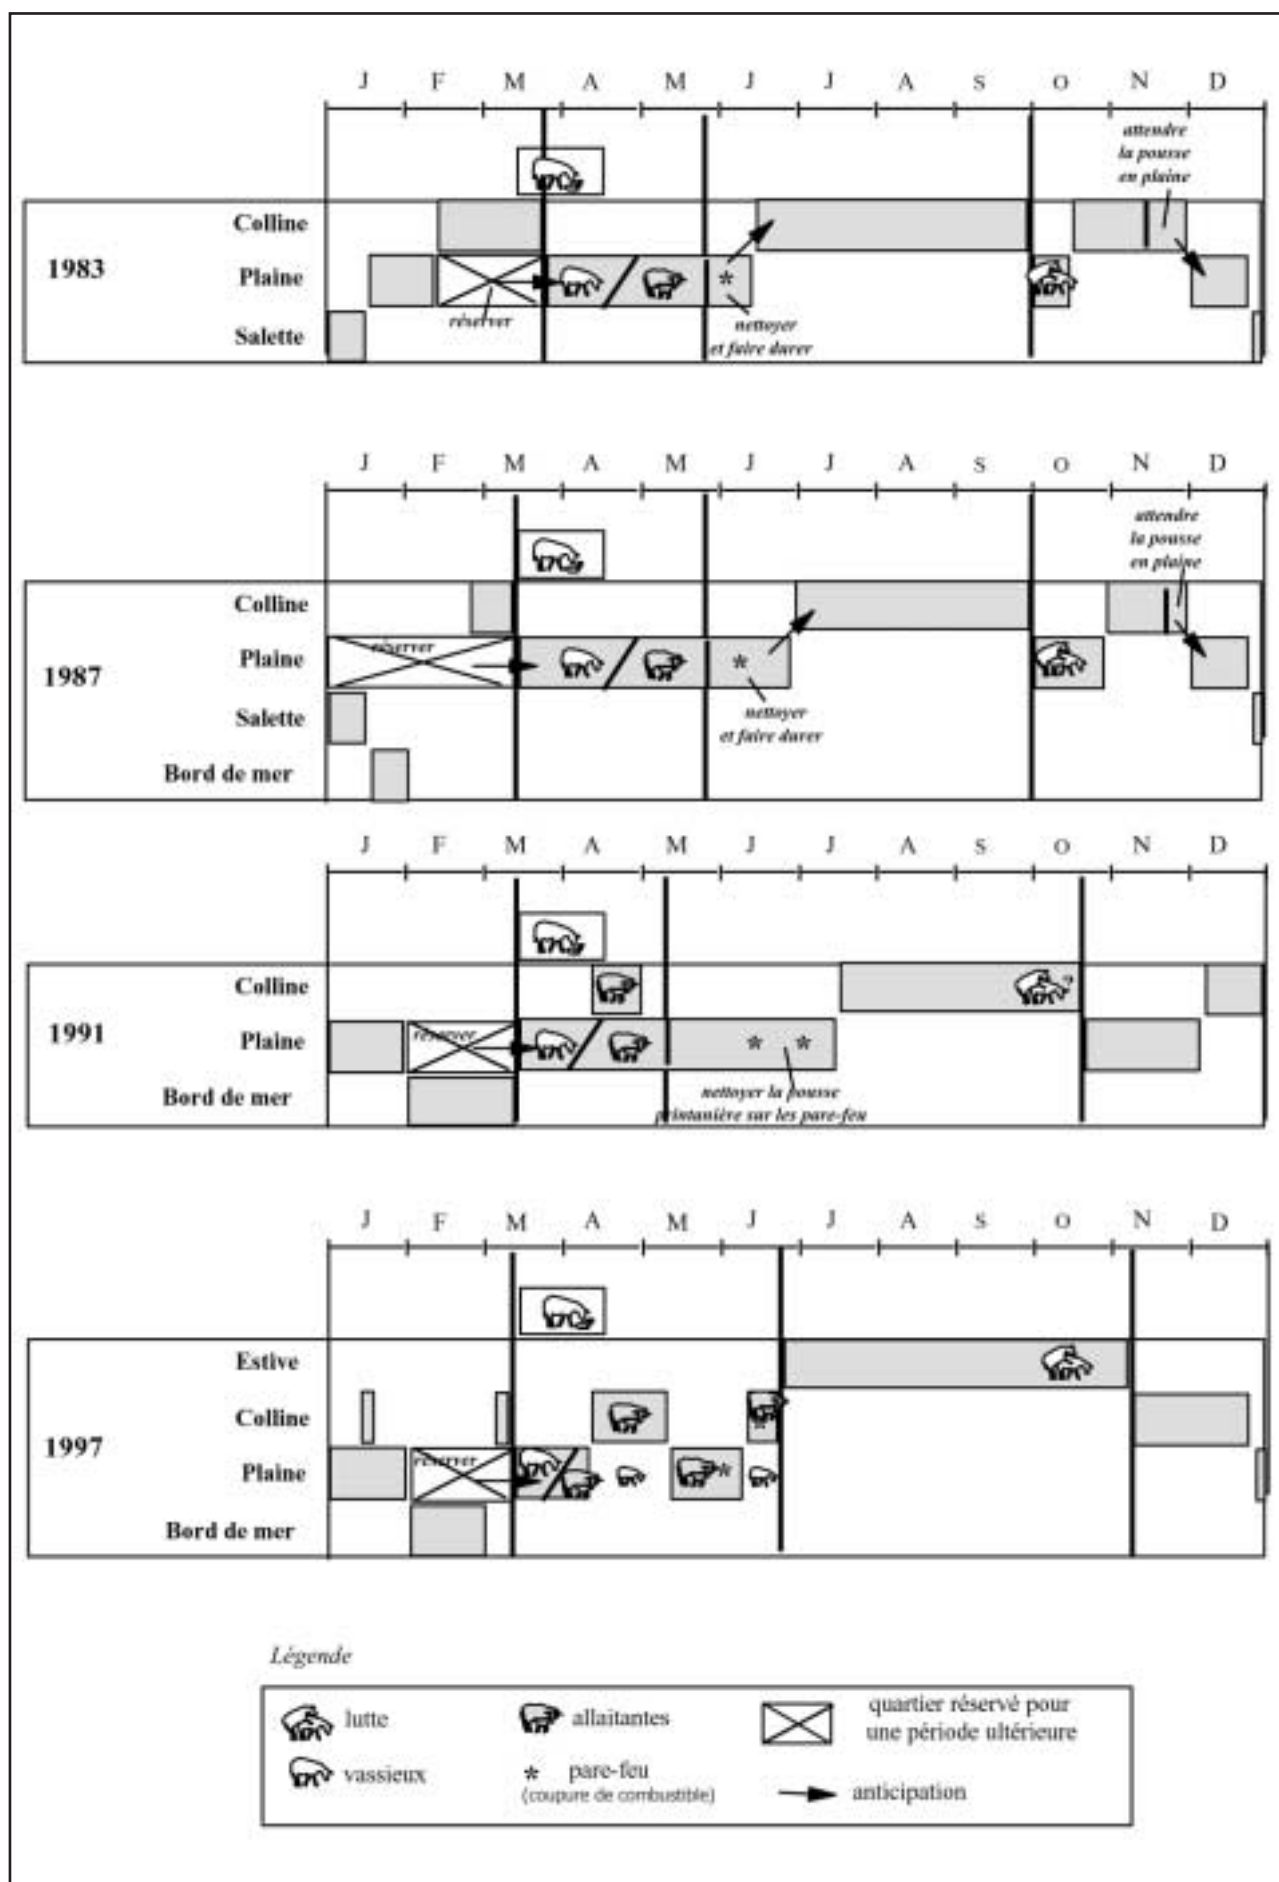 J F M A M J J A S O N D
attendre
la pousse
en plaine
Colline
1983
Plaine
réserver
nettoyer
et faire durer
Salette
J F M A M J J A S O N D
attendre
la pousse
en plaine
Colline
réserver
Plaine
1987
nettoyer
et faire durer
Salette
Bord de mer
J F M A M J J A S O N D
Colline
1991
réserver
Plaine
Bord de mer
nettoyer la pousse
printanière sur les pare-feu
J F M A M J J A S O N D
Estive
Colline
1997
réserver
Plaine
Bord de mer
Légende
lutte
allaitantes
quartier réservé pour
une période ultérieure
vassieux
* pare-feu
(coupure de combustible)
anticipation